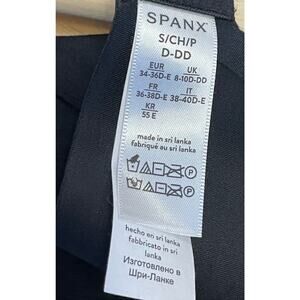 SPANX®
S/CH/P
D-DD
EUR UK
34-36D-E 8-10D-DD
FR IT
36-38D-E 38-40D-E
KR
55 E
made in sri lanka
fabriqué au sri lanka
hecho en sri lanka
fabbricato in
sri lanka
Изготовлено в
Шри-Ланке